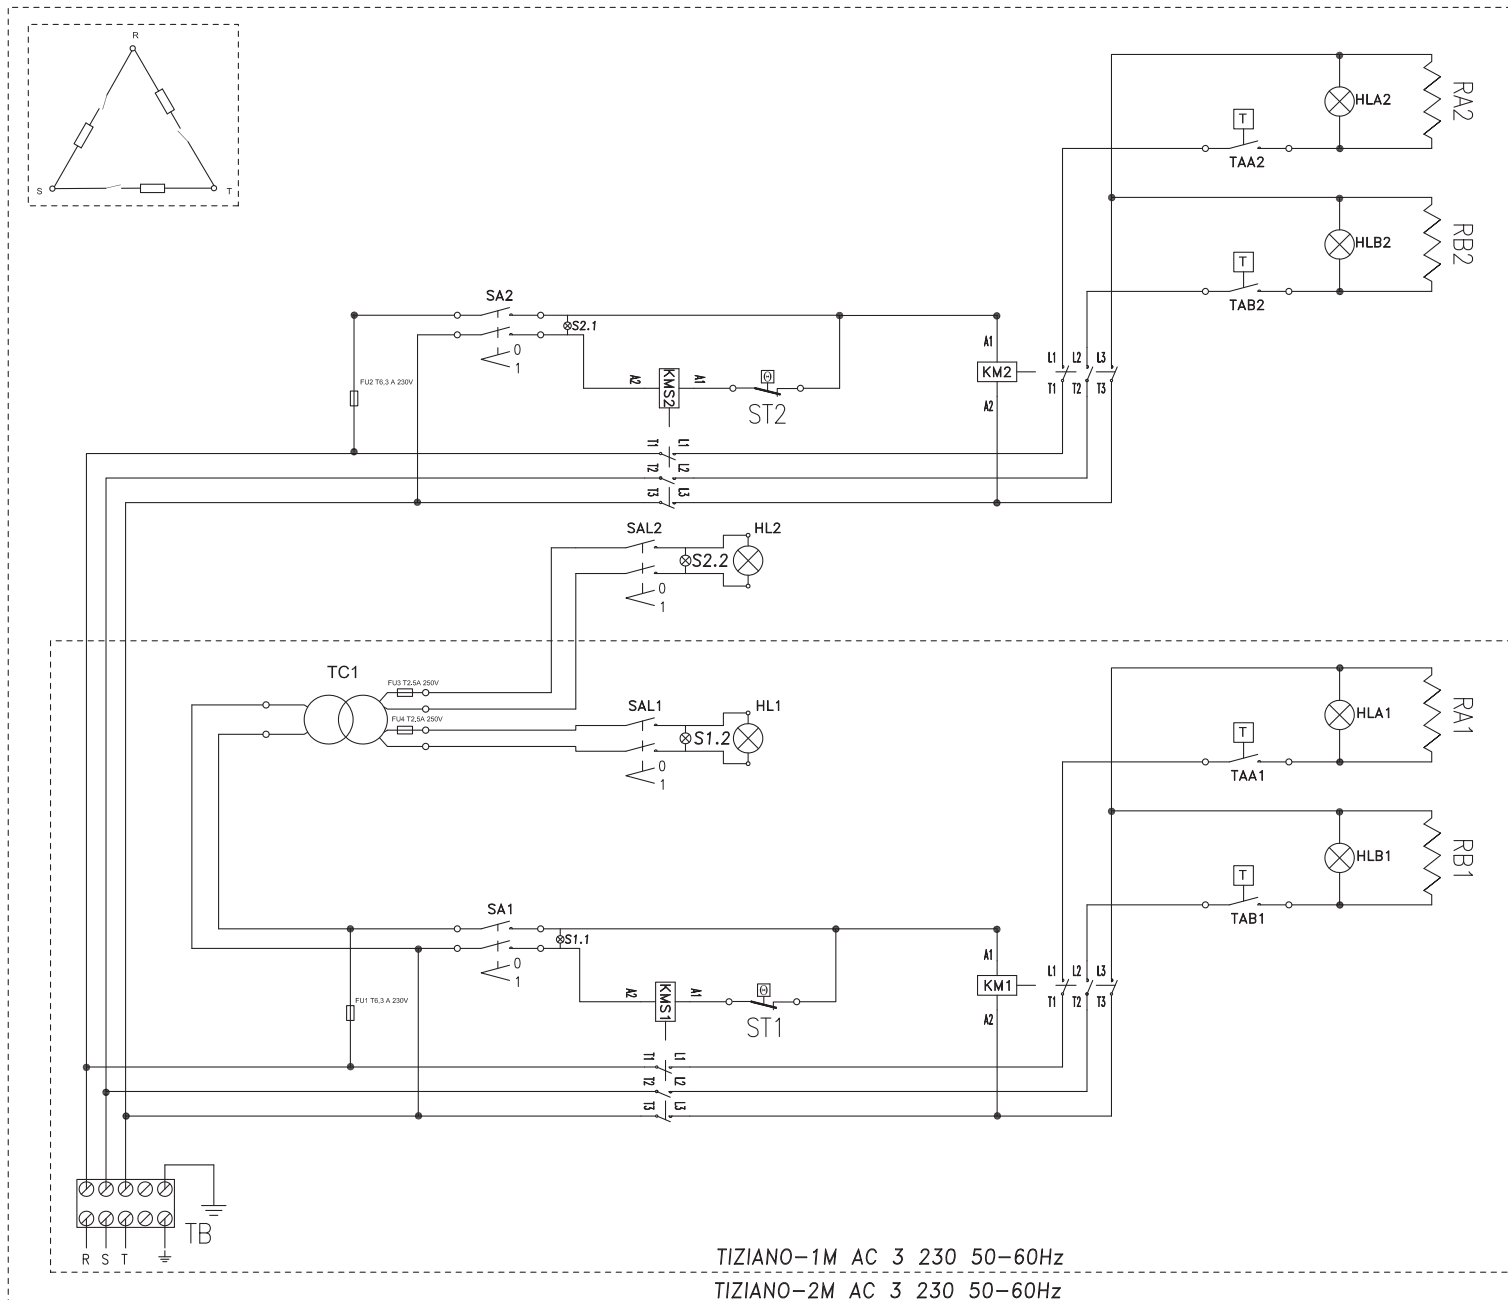 R
S
T
RA2
HLA2
T
TAA2
RB2
HLB2
T
TAB2
SA2
S2.1
0
1
FU2 T6,3 A 230V
A2
KMS2
A1
ST2
A1
KM2
A2
L1 L2 L3
T1 T2 T3
T1 L1
T2 L2
T3 L3
SAL2
HL2
S2.2
0
1
TC1
FU3 T2.5A 250V
FU4 T2,5A 250V
SAL1
HL1
S1.2
0
1
RA1
HLA1
T
TAA1
RB1
HLB1
T
TAB1
SA1
S1.1
0
1
FU1 T6,3 A 230V
A2
KMS1
A1
ST1
A1
KM1
A2
L1 L2 L3
T1 T2 T3
T1 L1
T2 L2
T3 L3
TB
R S T
TIZIANO-1M AC 3 230 50-60Hz
TIZIANO-2M AC 3 230 50-60Hz